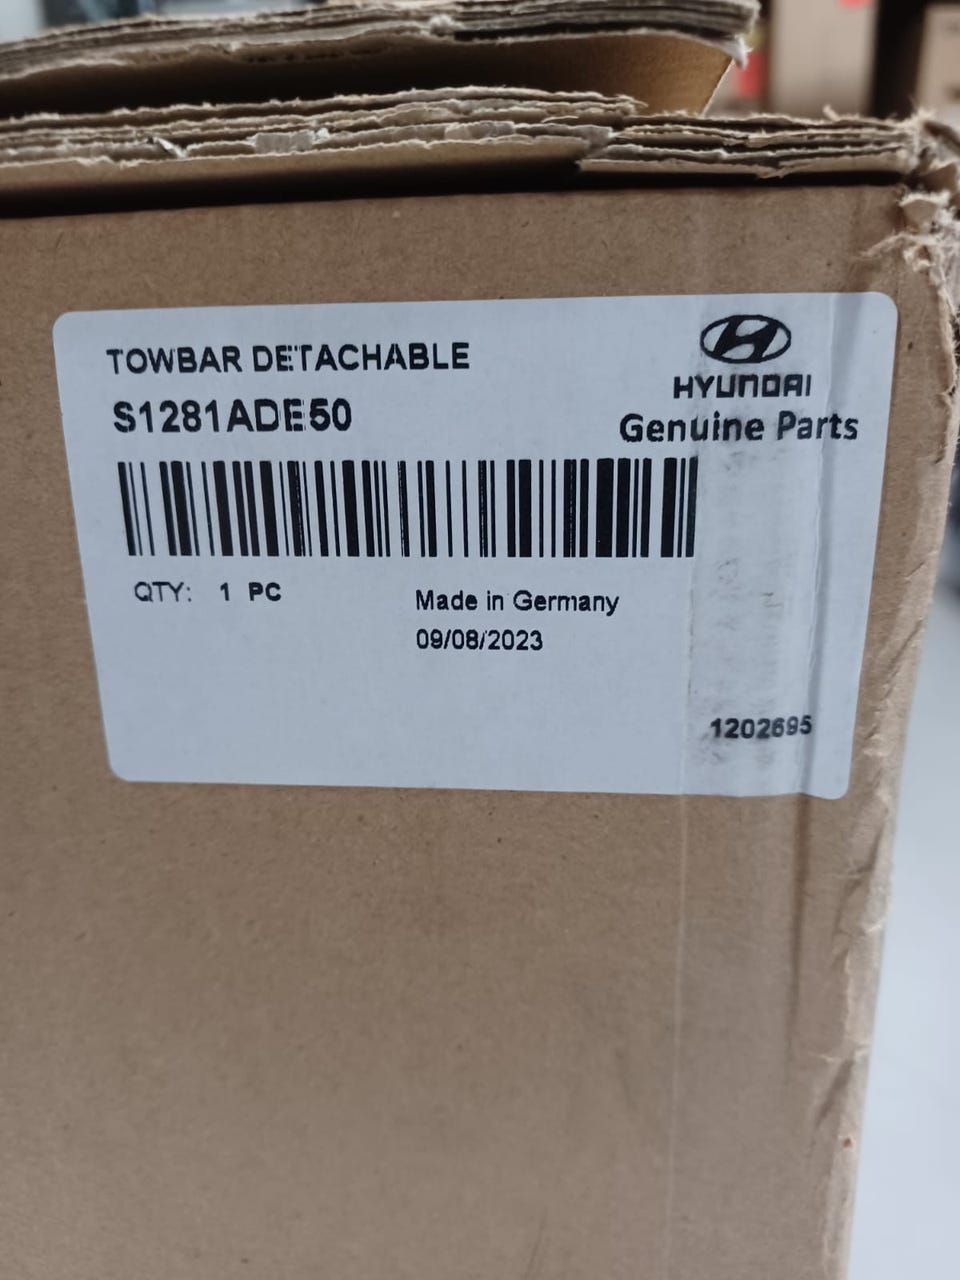 TOWBAR DETACHABLE
S1281ADE50
HYUNDAI
Genuine Parts
QTY: 1 PC
Made in Germany
09/08/2023
1202695